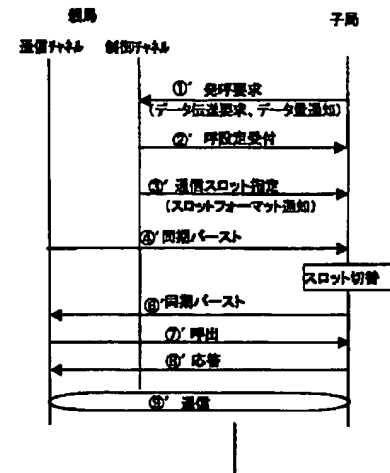 親局
子局
通信チャネル 制御チャネル
①′ 発呼要求
(データ伝送要求、データ量通知)
②′ 呼設定受付
③′ 通信スロット指定
(スロットフォーマット通知)
④′同期バースト
スロット切替
⑥′同期バースト
⑦′呼出
⑧′応答
⑨′通信